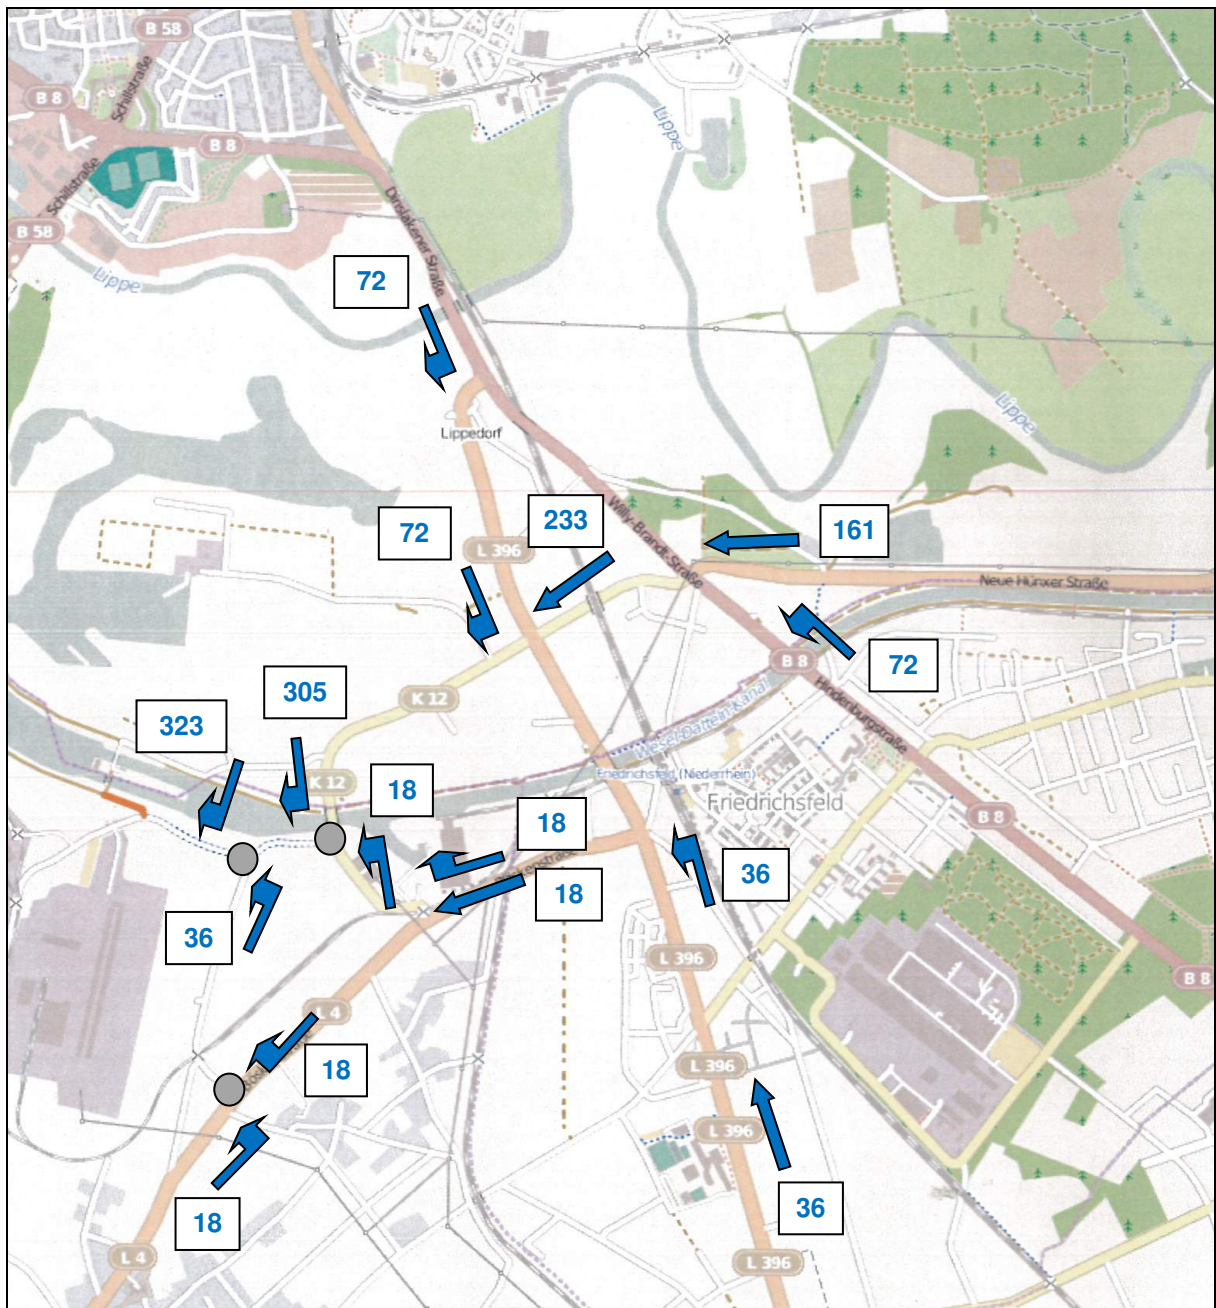 B 58
Schillstraße
B 8
B 8
Schillstraße
B 58
Lippe
Lippe
Dinslakener Straße
72
Lippe
Lippedorf
72
233
L 396
Willy-Brandt-Straße
161
Neue Hünxer Straße
72
B 8
Hindenburgstraße
305
K 12
323
Wesel-Datteln-Kanal
K 12
Friedrichsfeld (Niederrhein)
18
Friedrichsfeld
18
B 8
36
18
36
L 396
B 8
L 4
18
L 396
L 396
18
36
L 4
L 396